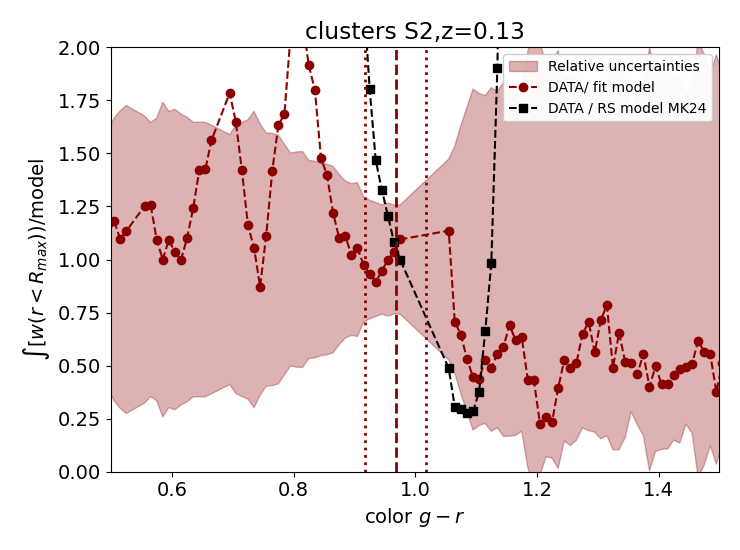 clusters S2,z=0.13
2.00
1.75
1.50
1.25
1.00
0.75
0.50
0.25
0.00
∫[w(r < R_{max}))/model
Relative uncertainties
DATA/ fit model
DATA / RS model MK24
0.6 0.8 1.0 1.2 1.4
color g − r